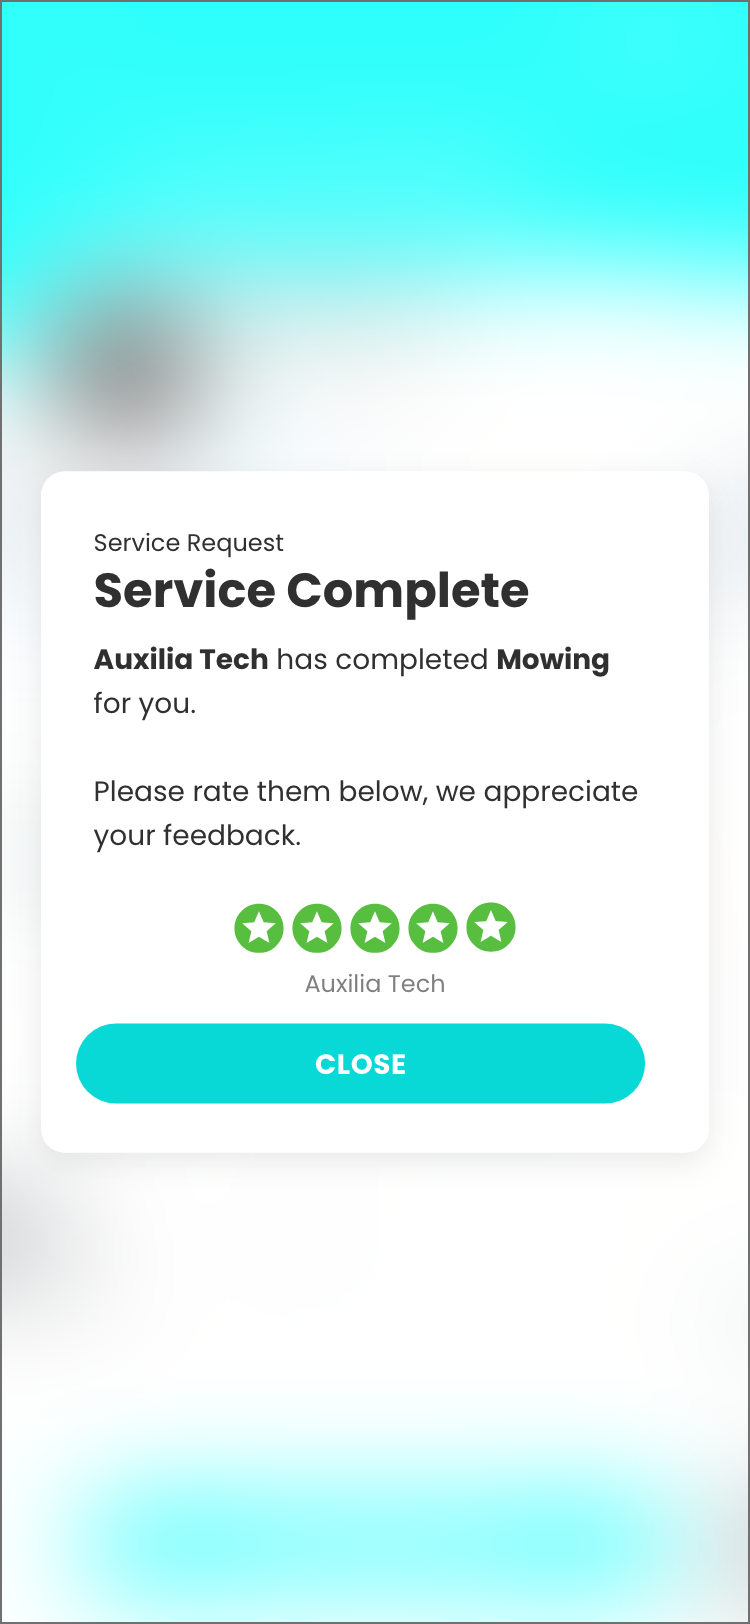 Service Request
Service Complete
Auxilia Tech has completed Mowing
for you.
Please rate them below, we appreciate
your feedback.
Auxilia Tech
CLOSE